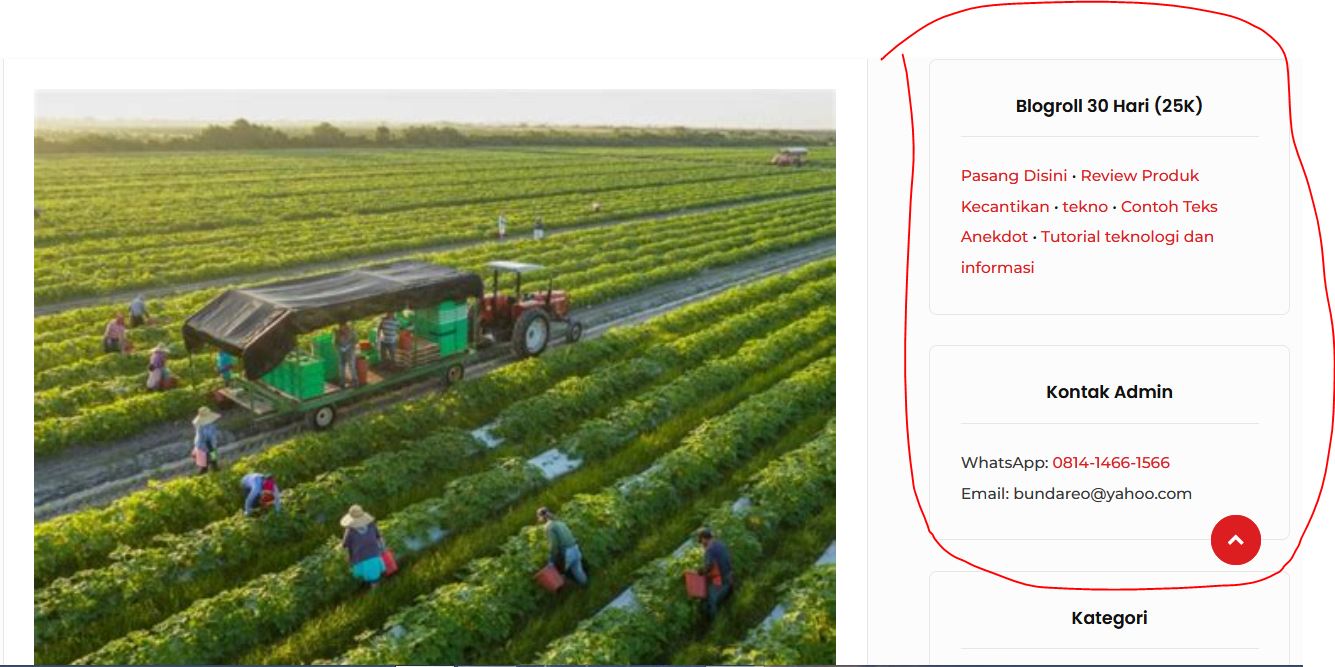 Blogroll 30 Hari (25K)
Pasang Disini • Review Produk
Kecantikan • tekno • Contoh Teks
Anekdot • Tutorial teknologi dan
informasi
Kontak Admin
WhatsApp: 0814-1466-1566
Email: bundareo@yahoo.com
Kategori